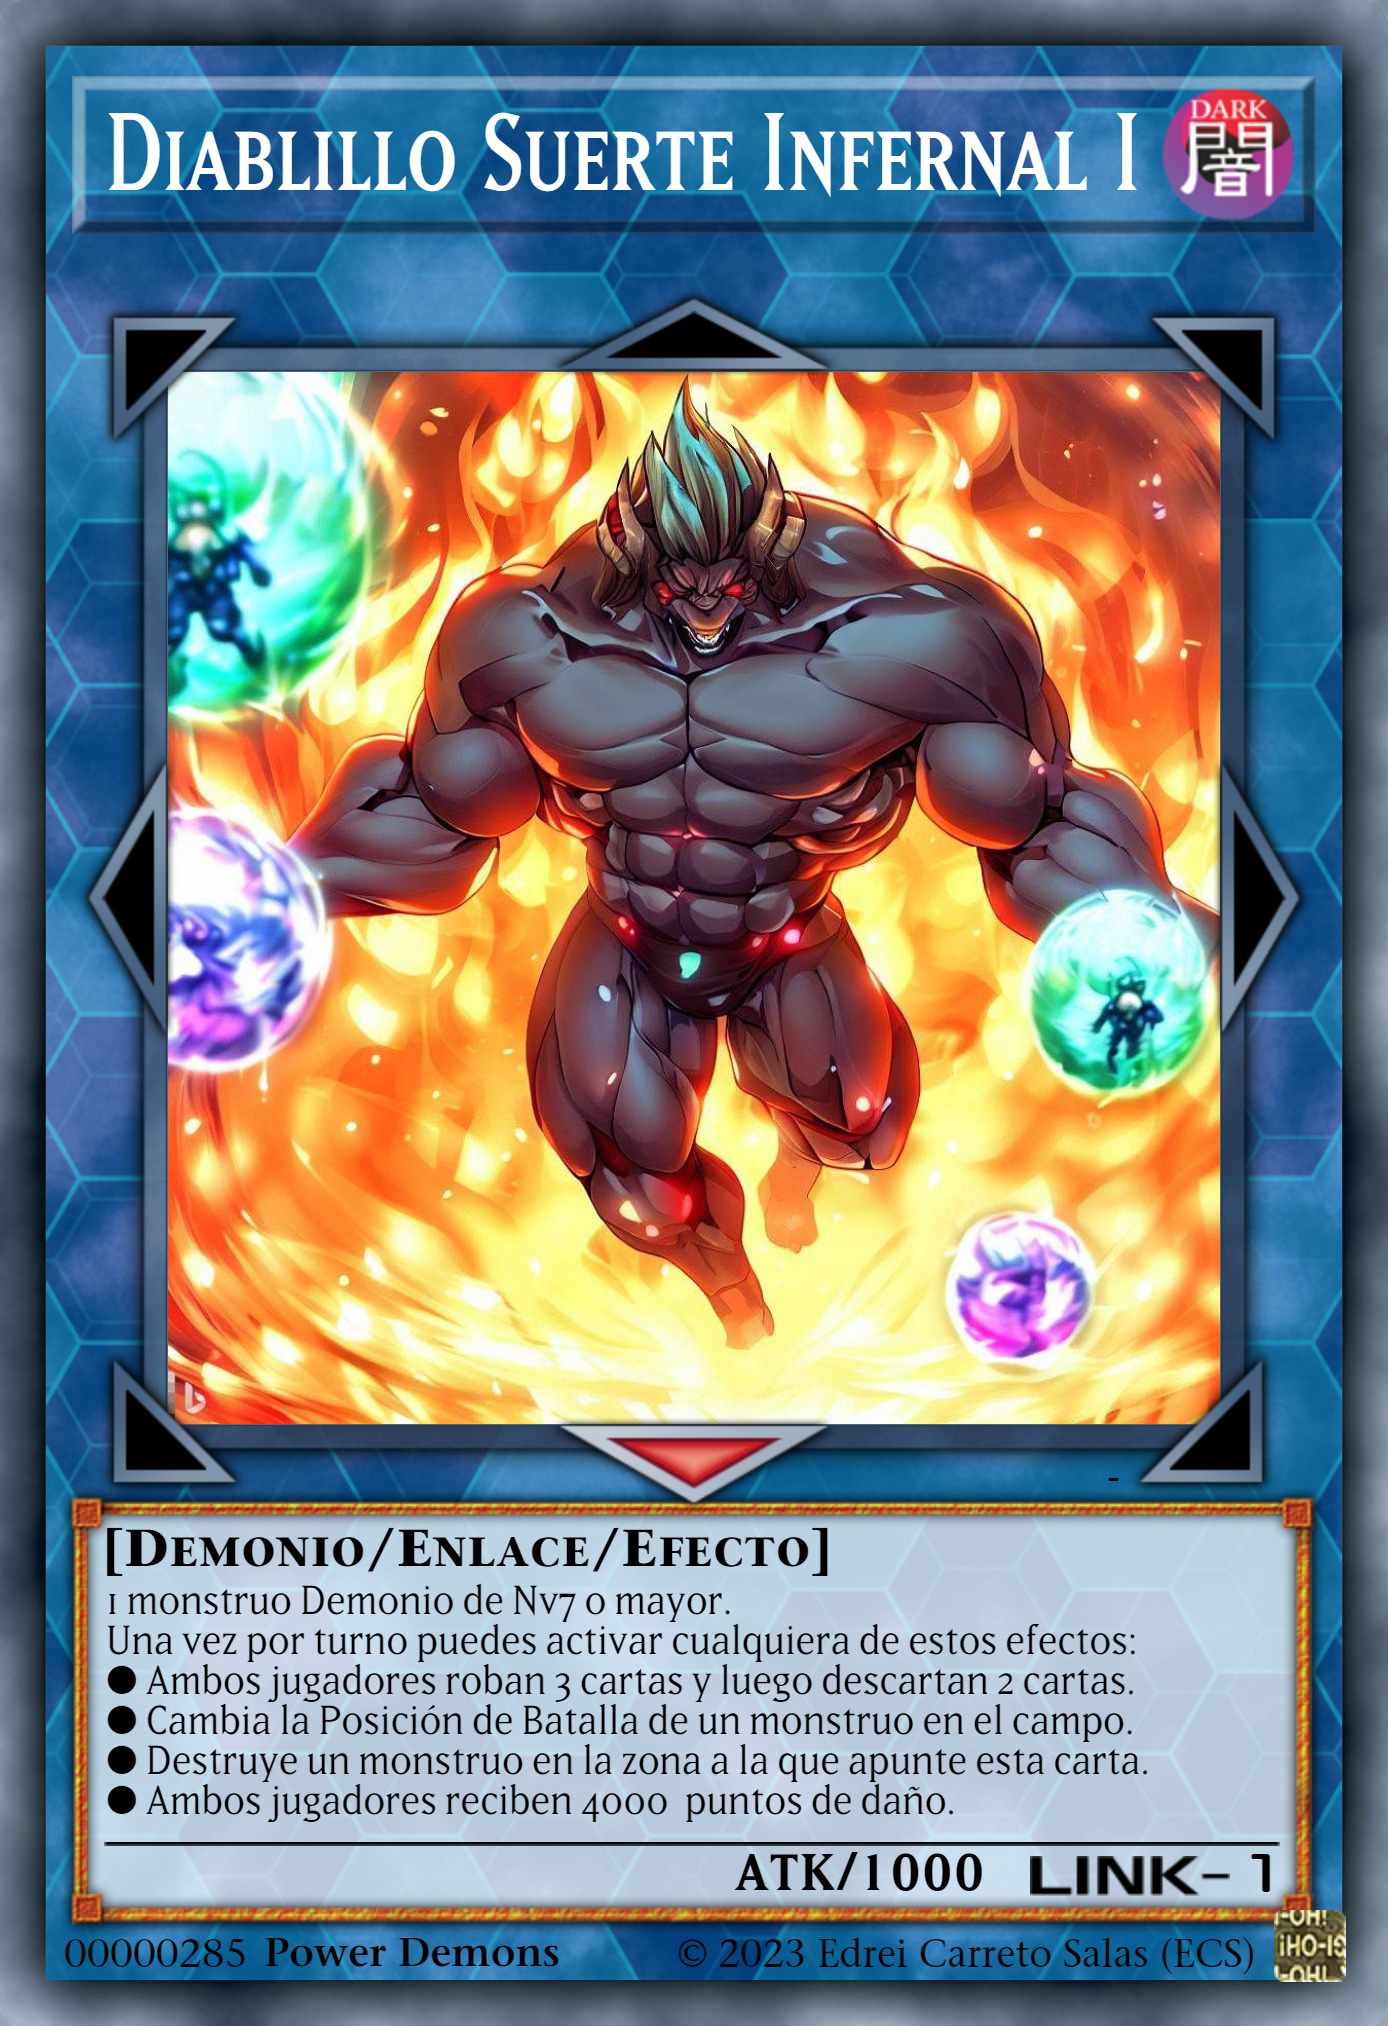 Diablillo Suerte Infernal I
DARK
闇
[Demonio/Enlace/Efecto]
1 monstruo Demonio de Nv7 o mayor.
Una vez por turno puedes activar cualquiera de estos efectos:
● Ambos jugadores roban 3 cartas y luego descartan 2 cartas.
● Cambia la Posición de Batalla de un monstruo en el campo.
● Destruye un monstruo en la zona a la que apunte esta carta.
● Ambos jugadores reciben 4000 puntos de daño.
ATK/1000 LINK-1
00000285 Power Demons © 2023 Edrei Carreto Salas (ECS)